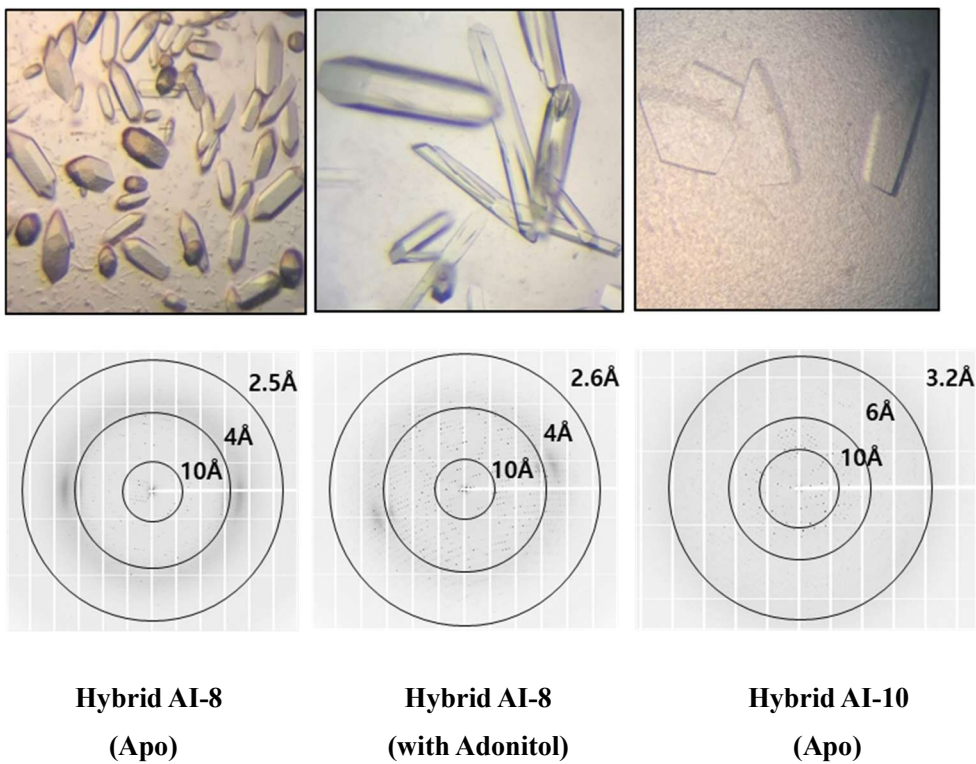 2.5Å
4Å
10Å
2.6Å
4Å
10Å
3.2Å
6Å
10Å
Hybrid AI-8
(Apo)
Hybrid AI-8
(with Adonitol)
Hybrid AI-10
(Apo)